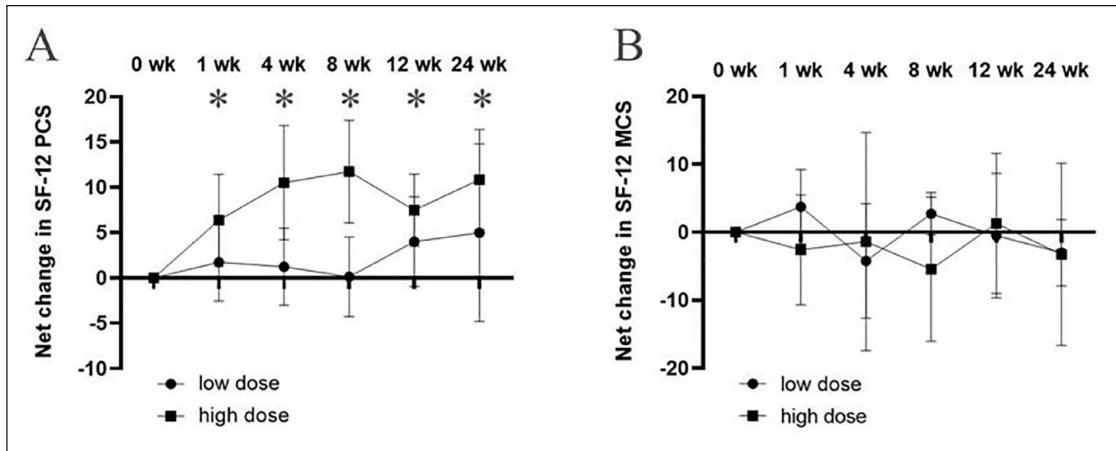 A
0 wk 1 wk 4 wk 8 wk 12 wk 24 wk
* * * * *
Net change in SF-12 PCS
20
15
10
5
0
-5
-10
low dose
high dose
B
0 wk 1 wk 4 wk 8 wk 12 wk 24 wk
Net change in SF-12 MCS
20
10
0
-10
-20
low dose
high dose